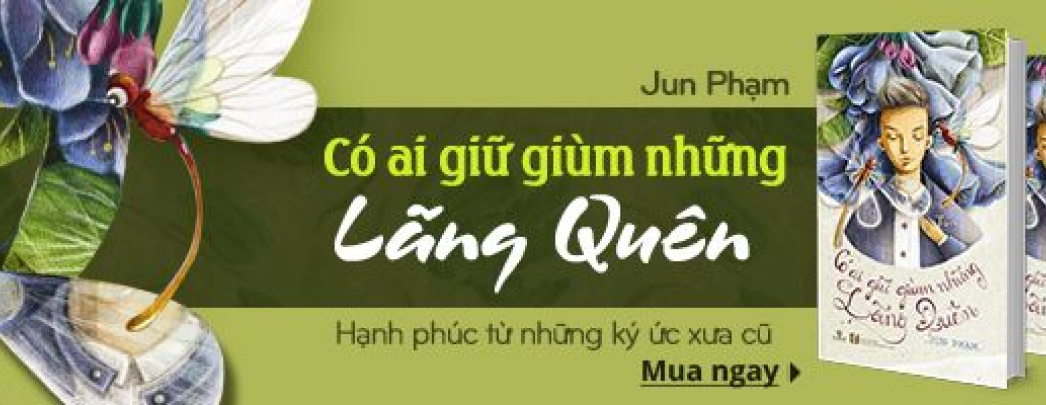 Jun Phạm
Có ai giữ giùm những
Lãng Quên
Hạnh phúc từ những ký ức xưa cũ
Mua ngay
Có ai giữ giùm những
Lãng Quên
JUN PHẠM